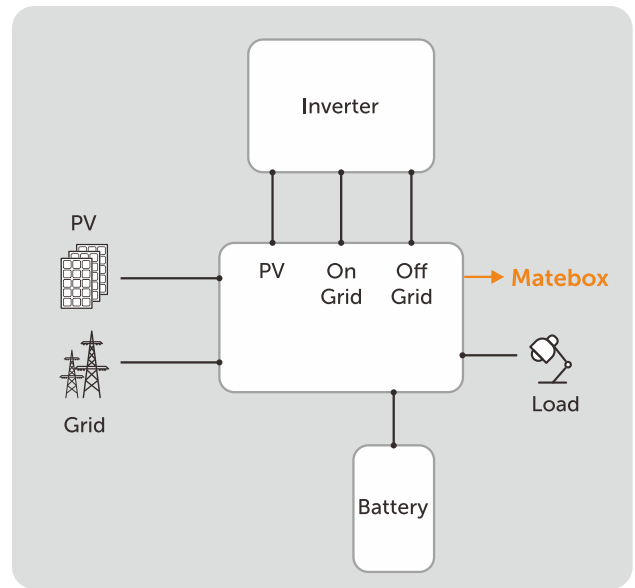 Inverter
PV
PV
On
Grid
Off
Grid
Matebox
Grid
Load
Battery